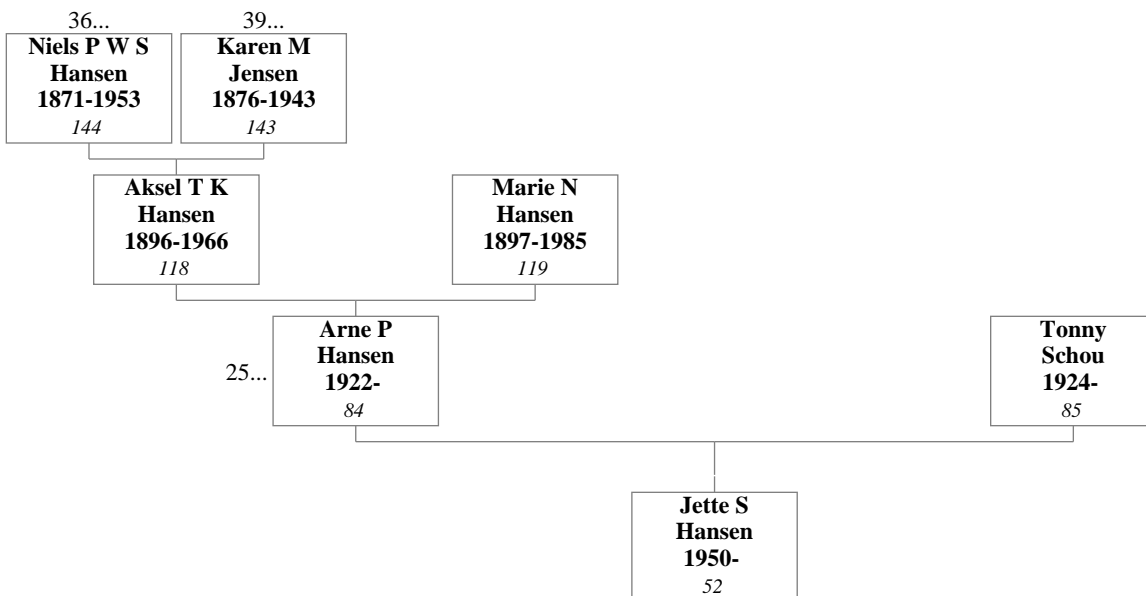 36...
39...
Niels P W S
Hansen
1871-1953
144
Karen M
Jensen
1876-1943
143
Aksel T K
Hansen
1896-1966
118
Marie N
Hansen
1897-1985
119
25...
Arne P
Hansen
1922-
84
Tonny
Schou
1924-
85
Jette S
Hansen
1950-
52